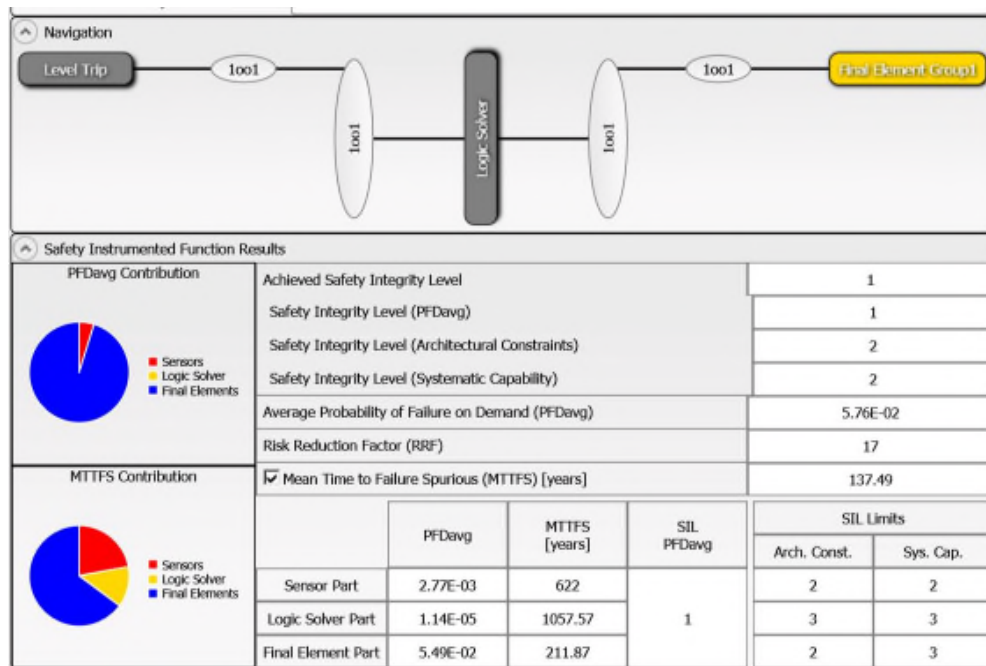 Navigation
Level Trip 1oo1 1oo1 Logic Solver 1oo1 1oo1 Final Element Group1
Safety Instrumented Function Results
PFDavg Contribution
Sensors
Logic Solver
Final Elements
Achieved Safety Integrity Level 1
Safety Integrity Level (PFDavg) 1
Safety Integrity Level (Architectural Constraints) 2
Safety Integrity Level (Systematic Capability) 2
Average Probability of Failure on Demand (PFDavg) 5.76E-02
Risk Reduction Factor (RRF) 17
MTTFS Contribution
Sensors
Logic Solver
Final Elements
Mean Time to Failure Spurious (MTTFS) [years] 137.49
PFDavg MTTFS [years] SIL PFDavg SIL Limits
Arch. Const. Sys. Cap.
Sensor Part 2.77E-03 622 2 2
Logic Solver Part 1.14E-05 1057.57 1 3 3
Final Element Part 5.49E-02 211.87 2 3